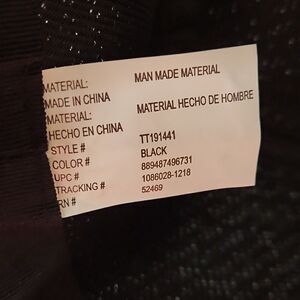 MATERIAL: MAN MADE MATERIAL
MADE IN CHINA
MATERIAL: MATERIAL HECHO DE HOMBRE
HECHO EN CHINA
STYLE # TT191441
COLOR # BLACK
UPC # 889487496731
TRACKING # 1086028-1218
RN # 52469